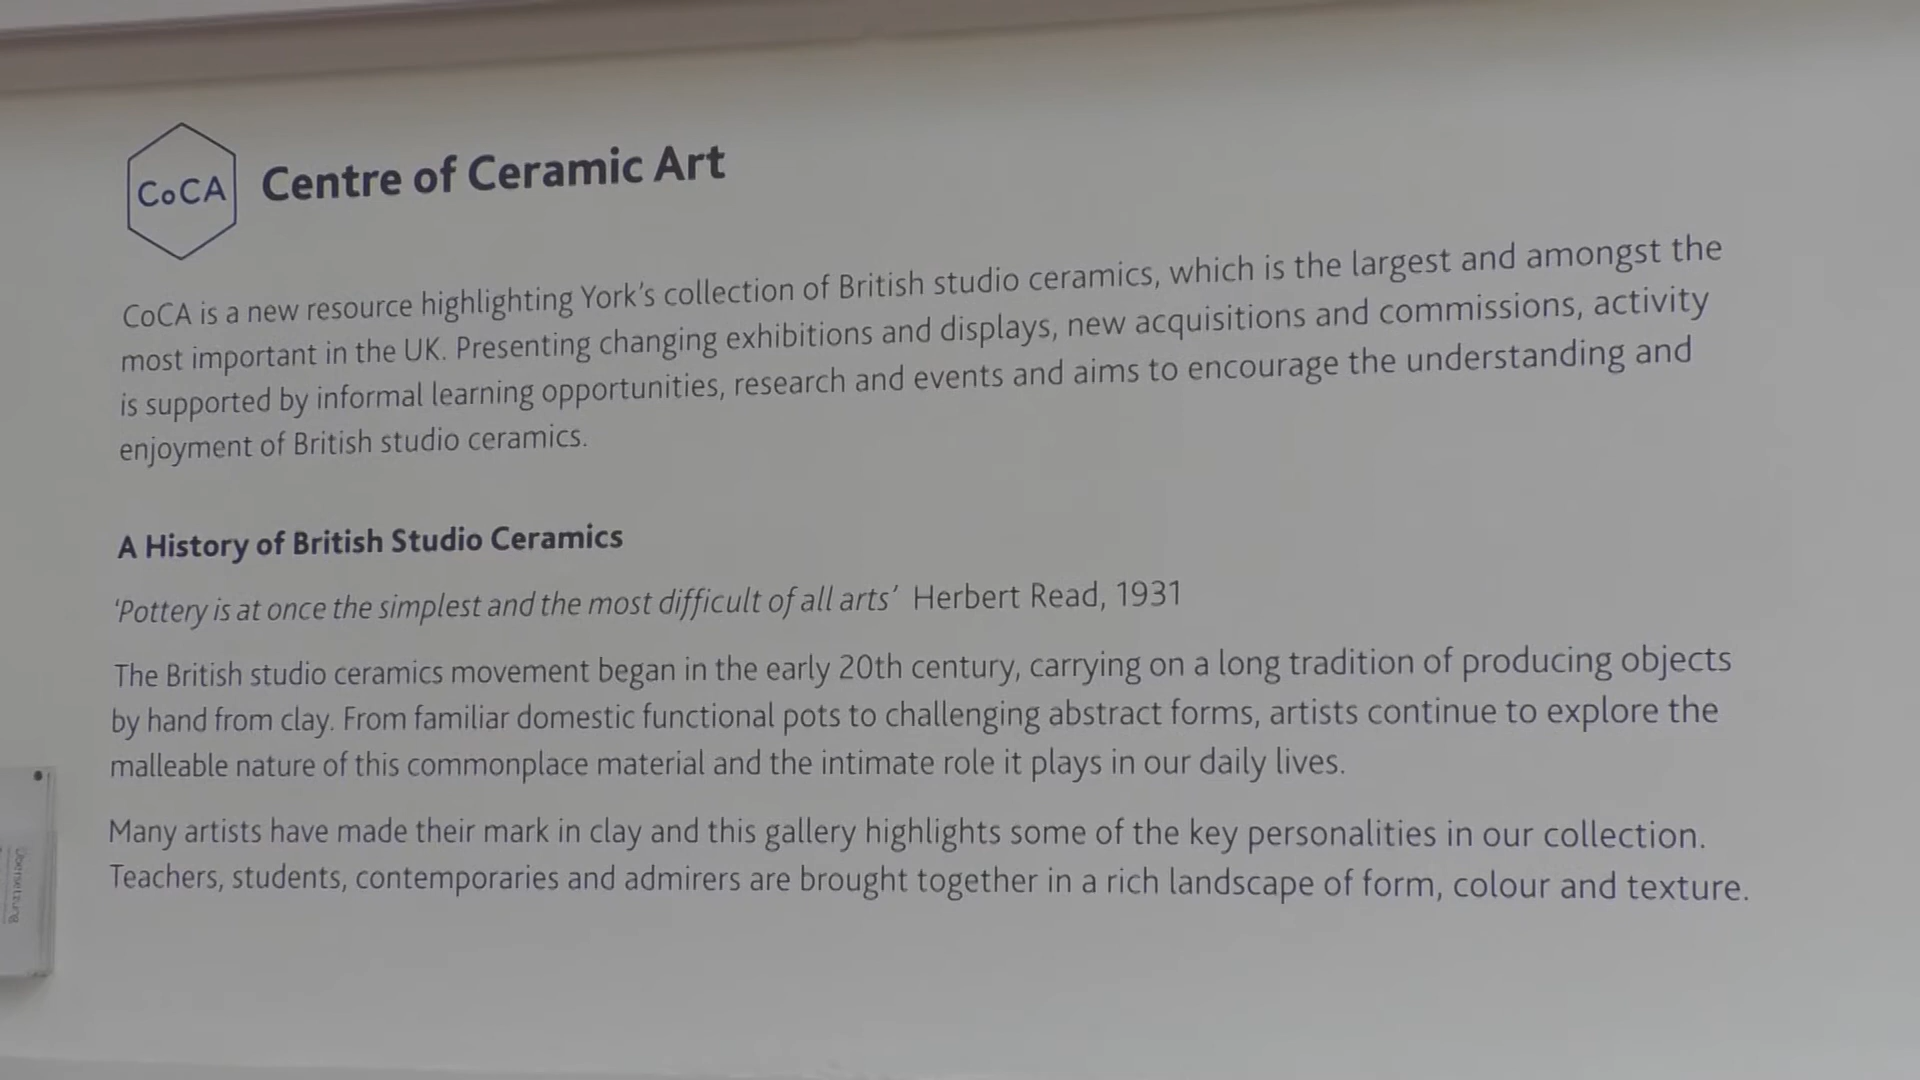 CoCA
Centre of Ceramic Art
CoCA is a new resource highlighting York's collection of British studio ceramics, which is the largest and amongst the
most important in the UK. Presenting changing exhibitions and displays, new acquisitions and commissions, activity
is supported by informal learning opportunities, research and events and aims to encourage the understanding and
enjoyment of British studio ceramics.
A History of British Studio Ceramics
'Pottery is at once the simplest and the most difficult of all arts' Herbert Read, 1931
The British studio ceramics movement began in the early 20th century, carrying on a long tradition of producing objects
by hand from clay. From familiar domestic functional pots to challenging abstract forms, artists continue to explore the
malleable nature of this commonplace material and the intimate role it plays in our daily lives.
Many artists have made their mark in clay and this gallery highlights some of the key personalities in our collection.
Teachers, students, contemporaries and admirers are brought together in a rich landscape of form, colour and texture.
Übersetzung